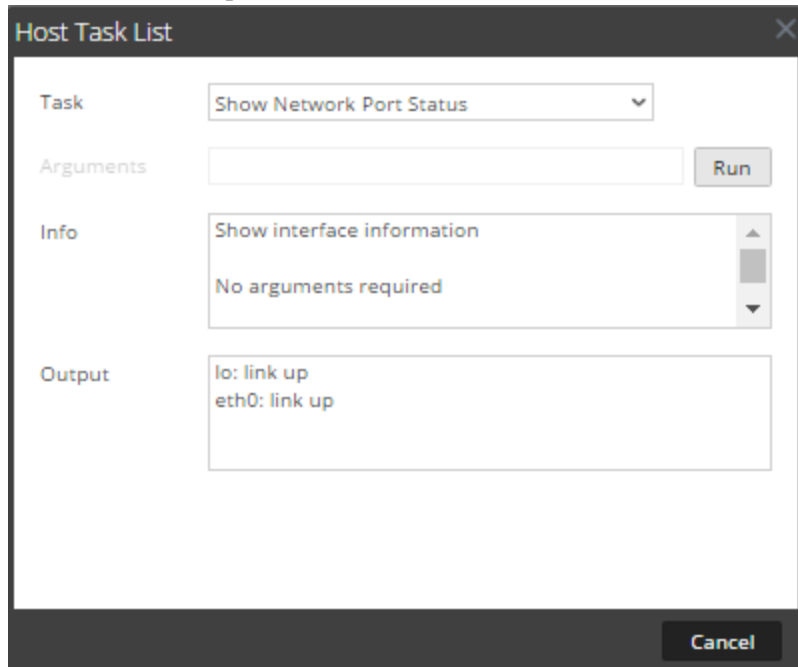 Host Task List
Task
Show Network Port Status
Arguments
Run
Info
Show interface information
No arguments required
Output
lo: link up
eth0: link up
Cancel